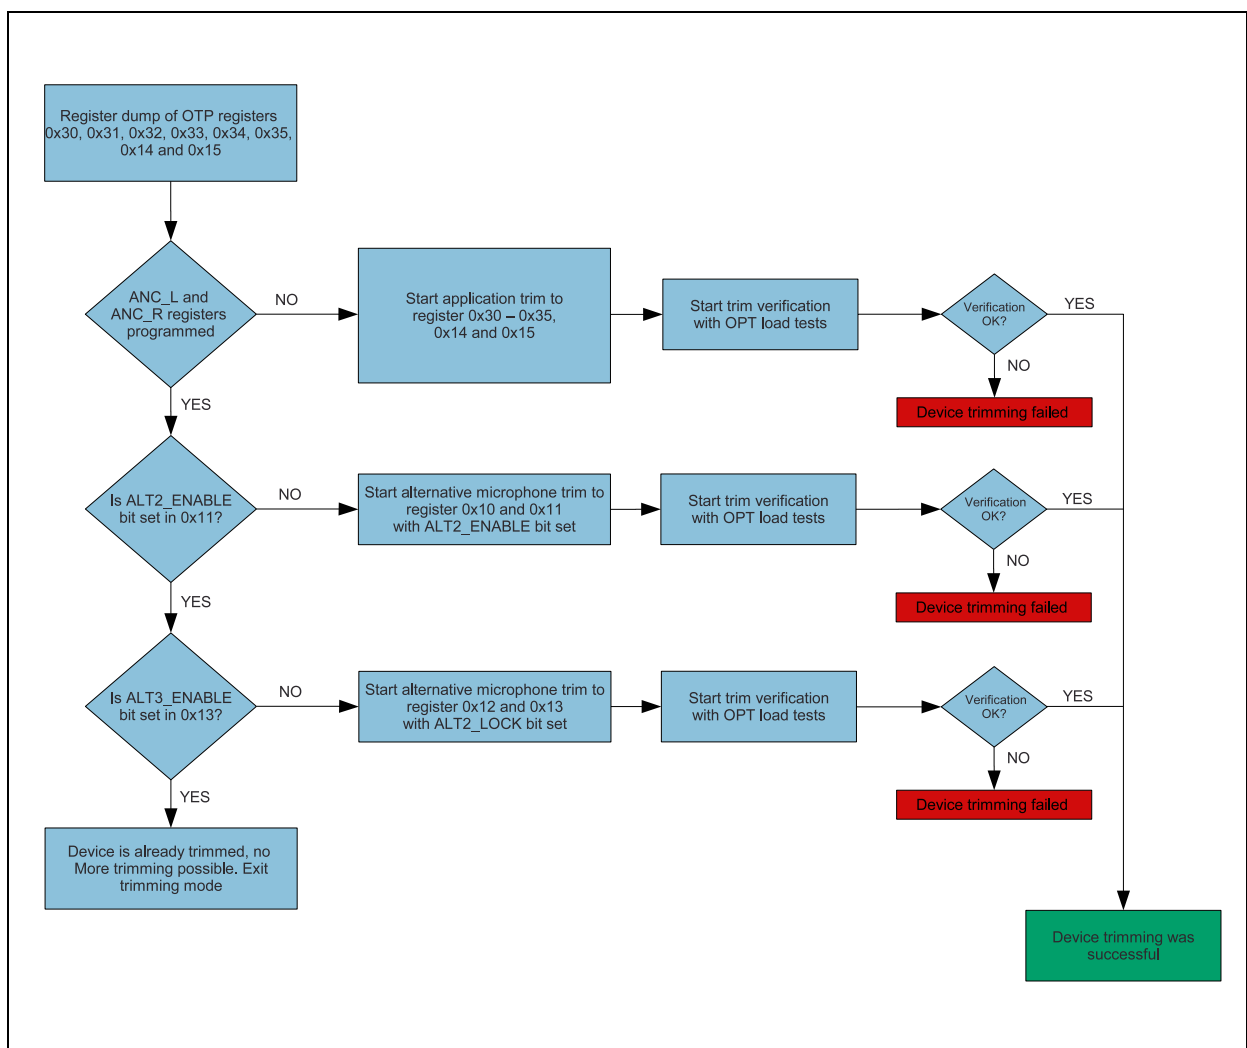 Register dump of OTP registers
0x30, 0x31, 0x32, 0x33, 0x34, 0x35,
0x14 and 0x15
ANC_L and
ANC_R registers
programmed
NO
Start application trim to
register 0x30 – 0x35,
0x14 and 0x15
Start trim verification
with OPT load tests
Verification
OK?
YES
NO
Device trimming failed
YES
Is ALT2_ENABLE
bit set in 0x11?
NO
Start alternative microphone trim to
register 0x10 and 0x11
with ALT2_ENABLE bit set
Start trim verification
with OPT load tests
Verification
OK?
YES
NO
Device trimming failed
YES
Is ALT3_ENABLE
bit set in 0x13?
NO
Start alternative microphone trim to
register 0x12 and 0x13
with ALT2_LOCK bit set
Start trim verification
with OPT load tests
Verification
OK?
YES
NO
Device trimming failed
YES
Device is already trimmed, no
More trimming possible. Exit
trimming mode
Device trimming was
successful